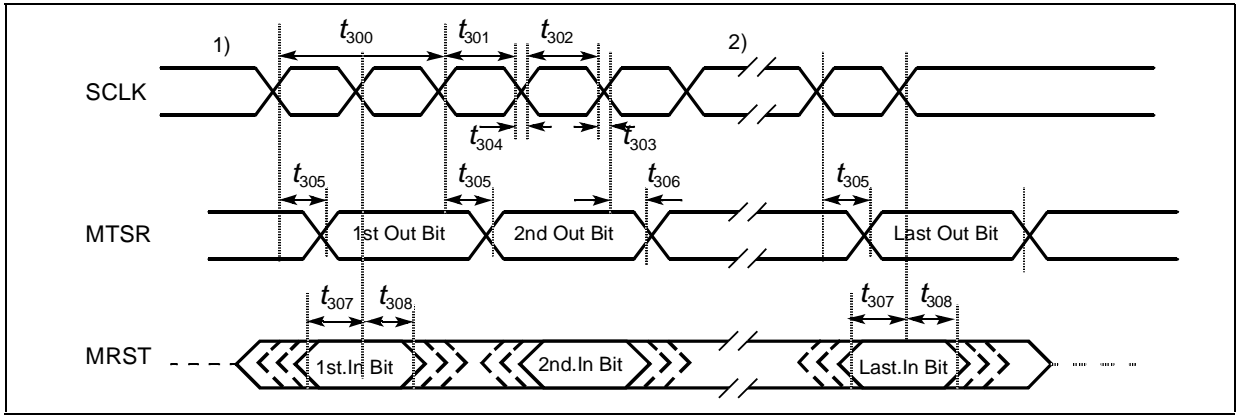 1) t300 t301 t302 2)
SCLK
t304 t303
t305 t305 t306 t305
MTSR 1st Out Bit 2nd Out Bit Last Out Bit
t307 t308 t307 t308
MRST 1st.In Bit 2nd.In Bit Last.In Bit